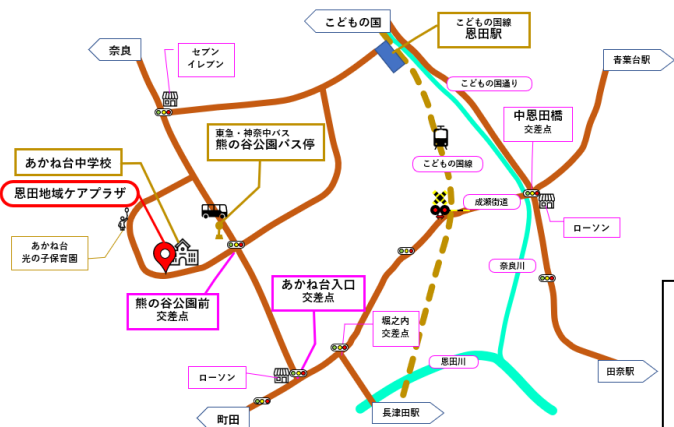 こどもの国
こどもの国線
恩田駅
奈良
セブン
イレブン
青葉台駅
こどもの国通り
中恩田橋
交差点
東急・神奈中バス
熊の谷公園バス停
あかね台中学校
こどもの国線
恩田地域ケアプラザ
成瀬街道
ローソン
あかね台
光の子保育園
奈良川
あかね台入口
交差点
熊の谷公園前
交差点
堀之内
交差点
恩田川
ローソン
田奈駅
長津田駅
町田